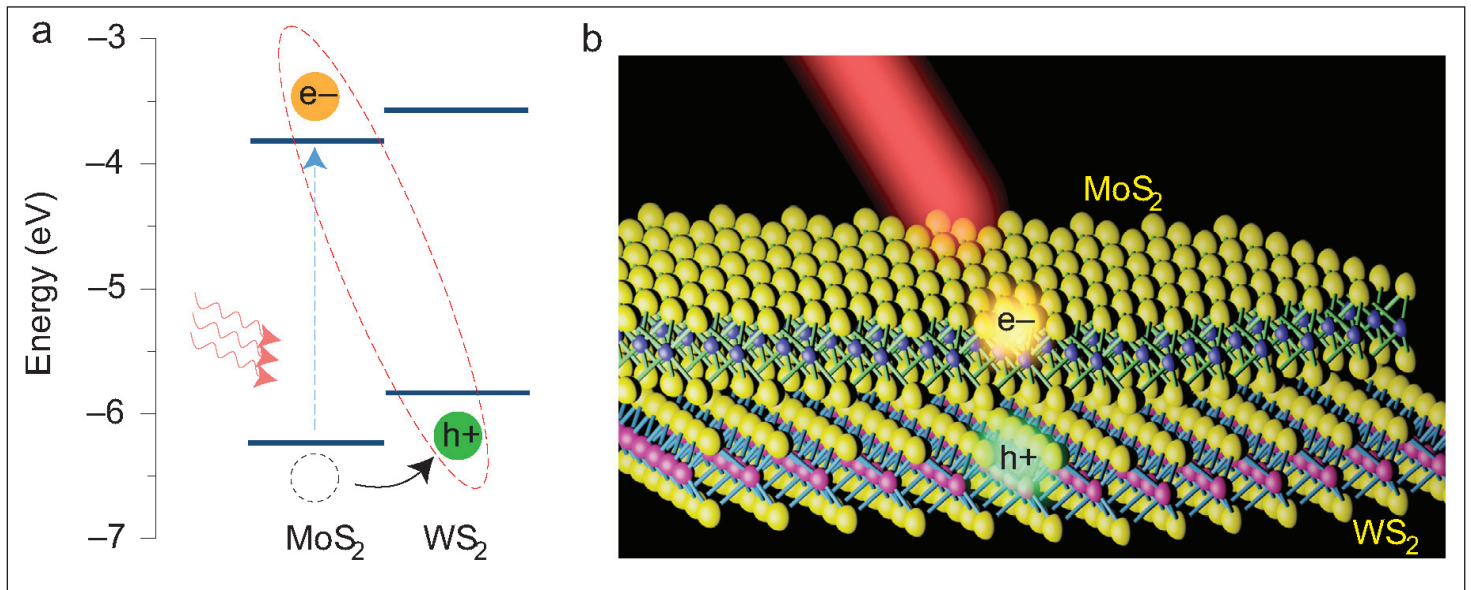 a
–3
–4
–5
–6
–7
Energy (eV)
e–
h+
MoS2
WS2
b
MoS2
e–
h+
WS2